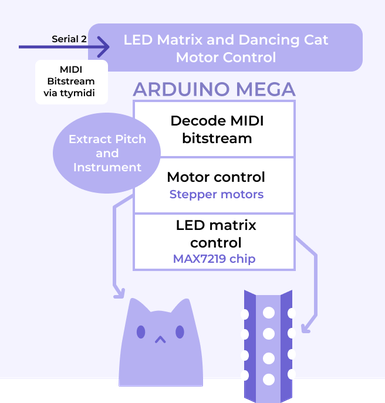 Serial 2
LED Matrix and Dancing Cat
Motor Control
MIDI
Bitstream
via ttymidi
ARDUINO MEGA
Decode MIDI
bitstream
Extract Pitch
and
Instrument
Motor control
Stepper motors
LED matrix
control
MAX7219 chip